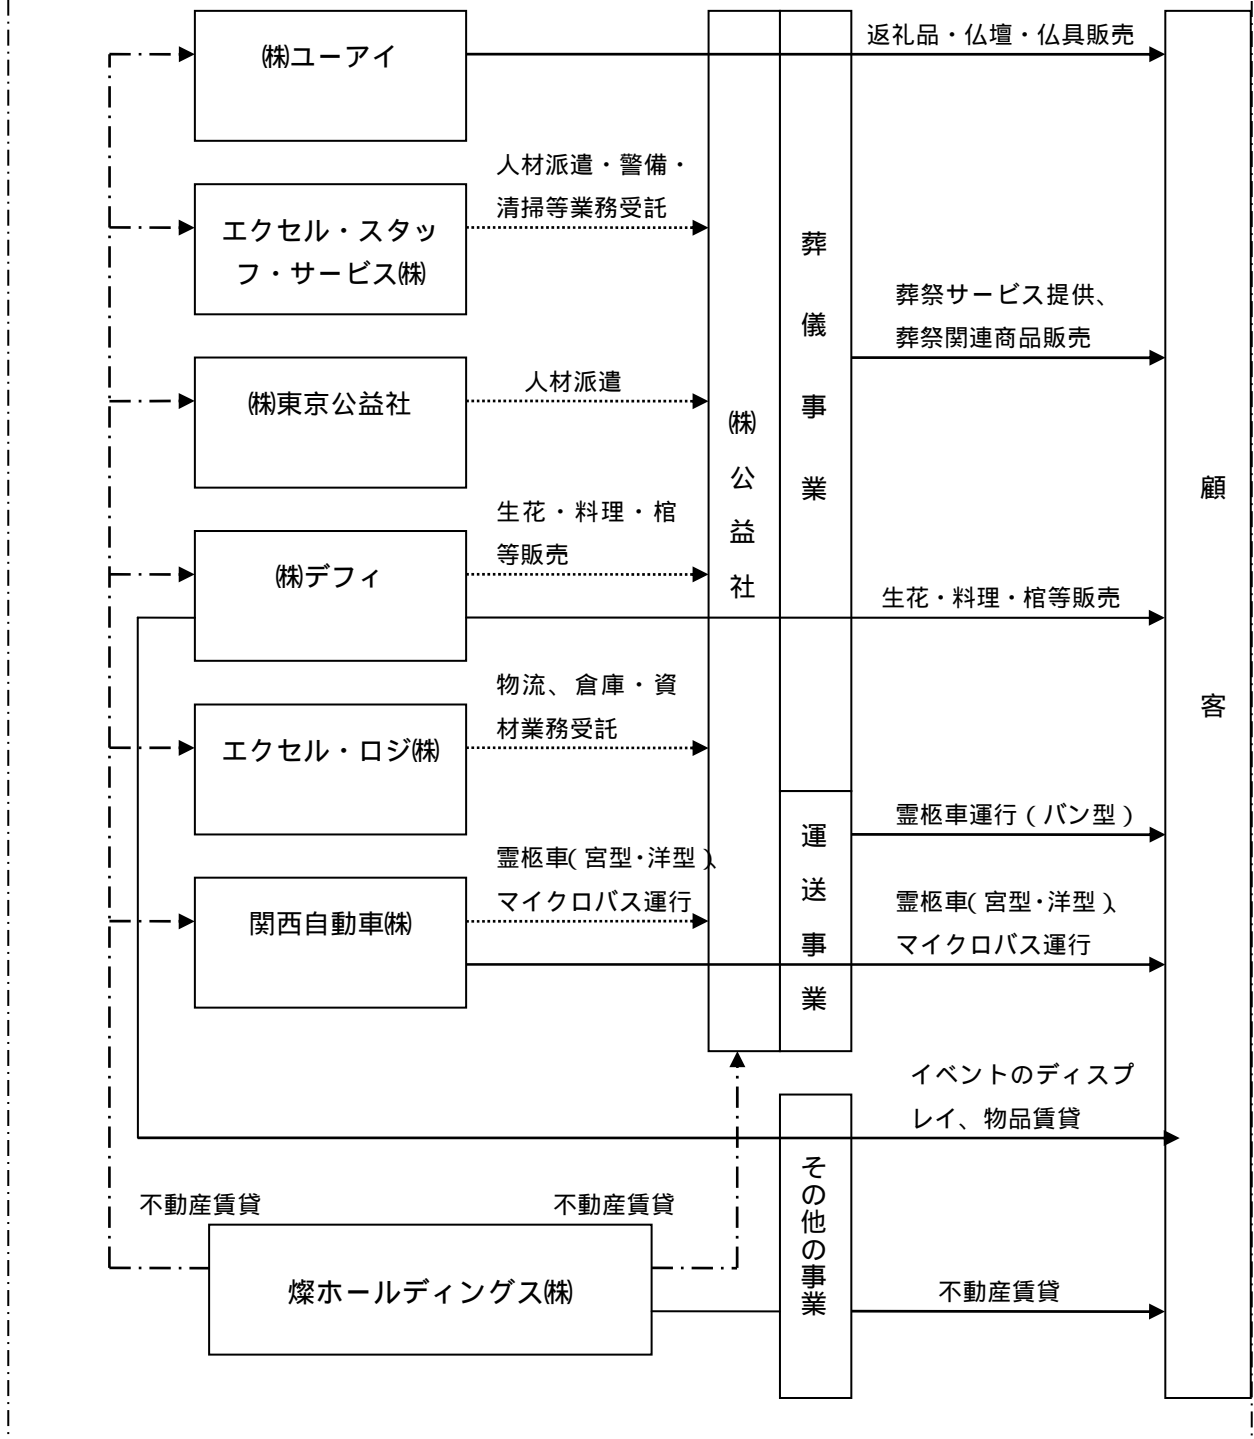 ㈱ユーアイ
返礼品・仏壇・仏具販売
人材派遣・警備・
清掃等業務受託
エクセル・スタッ
フ・サービス㈱
葬儀事業
葬祭サービス提供、
葬祭関連商品販売
㈱東京公益社
人材派遣
㈱公益社
顧客
生花・料理・棺
等販売
㈱デフィ
生花・料理・棺等販売
物流、倉庫・資
材業務受託
エクセル・ロジ㈱
運送事業
霊柩車運行（バン型）
霊柩車（宮型・洋型）、
マイクロバス運行
関西自動車㈱
霊柩車（宮型・洋型）、
マイクロバス運行
イベントのディスプ
レイ、物品賃貸
その他の事業
不動産賃貸
不動産賃貸
燦ホールディングス㈱
不動産賃貸